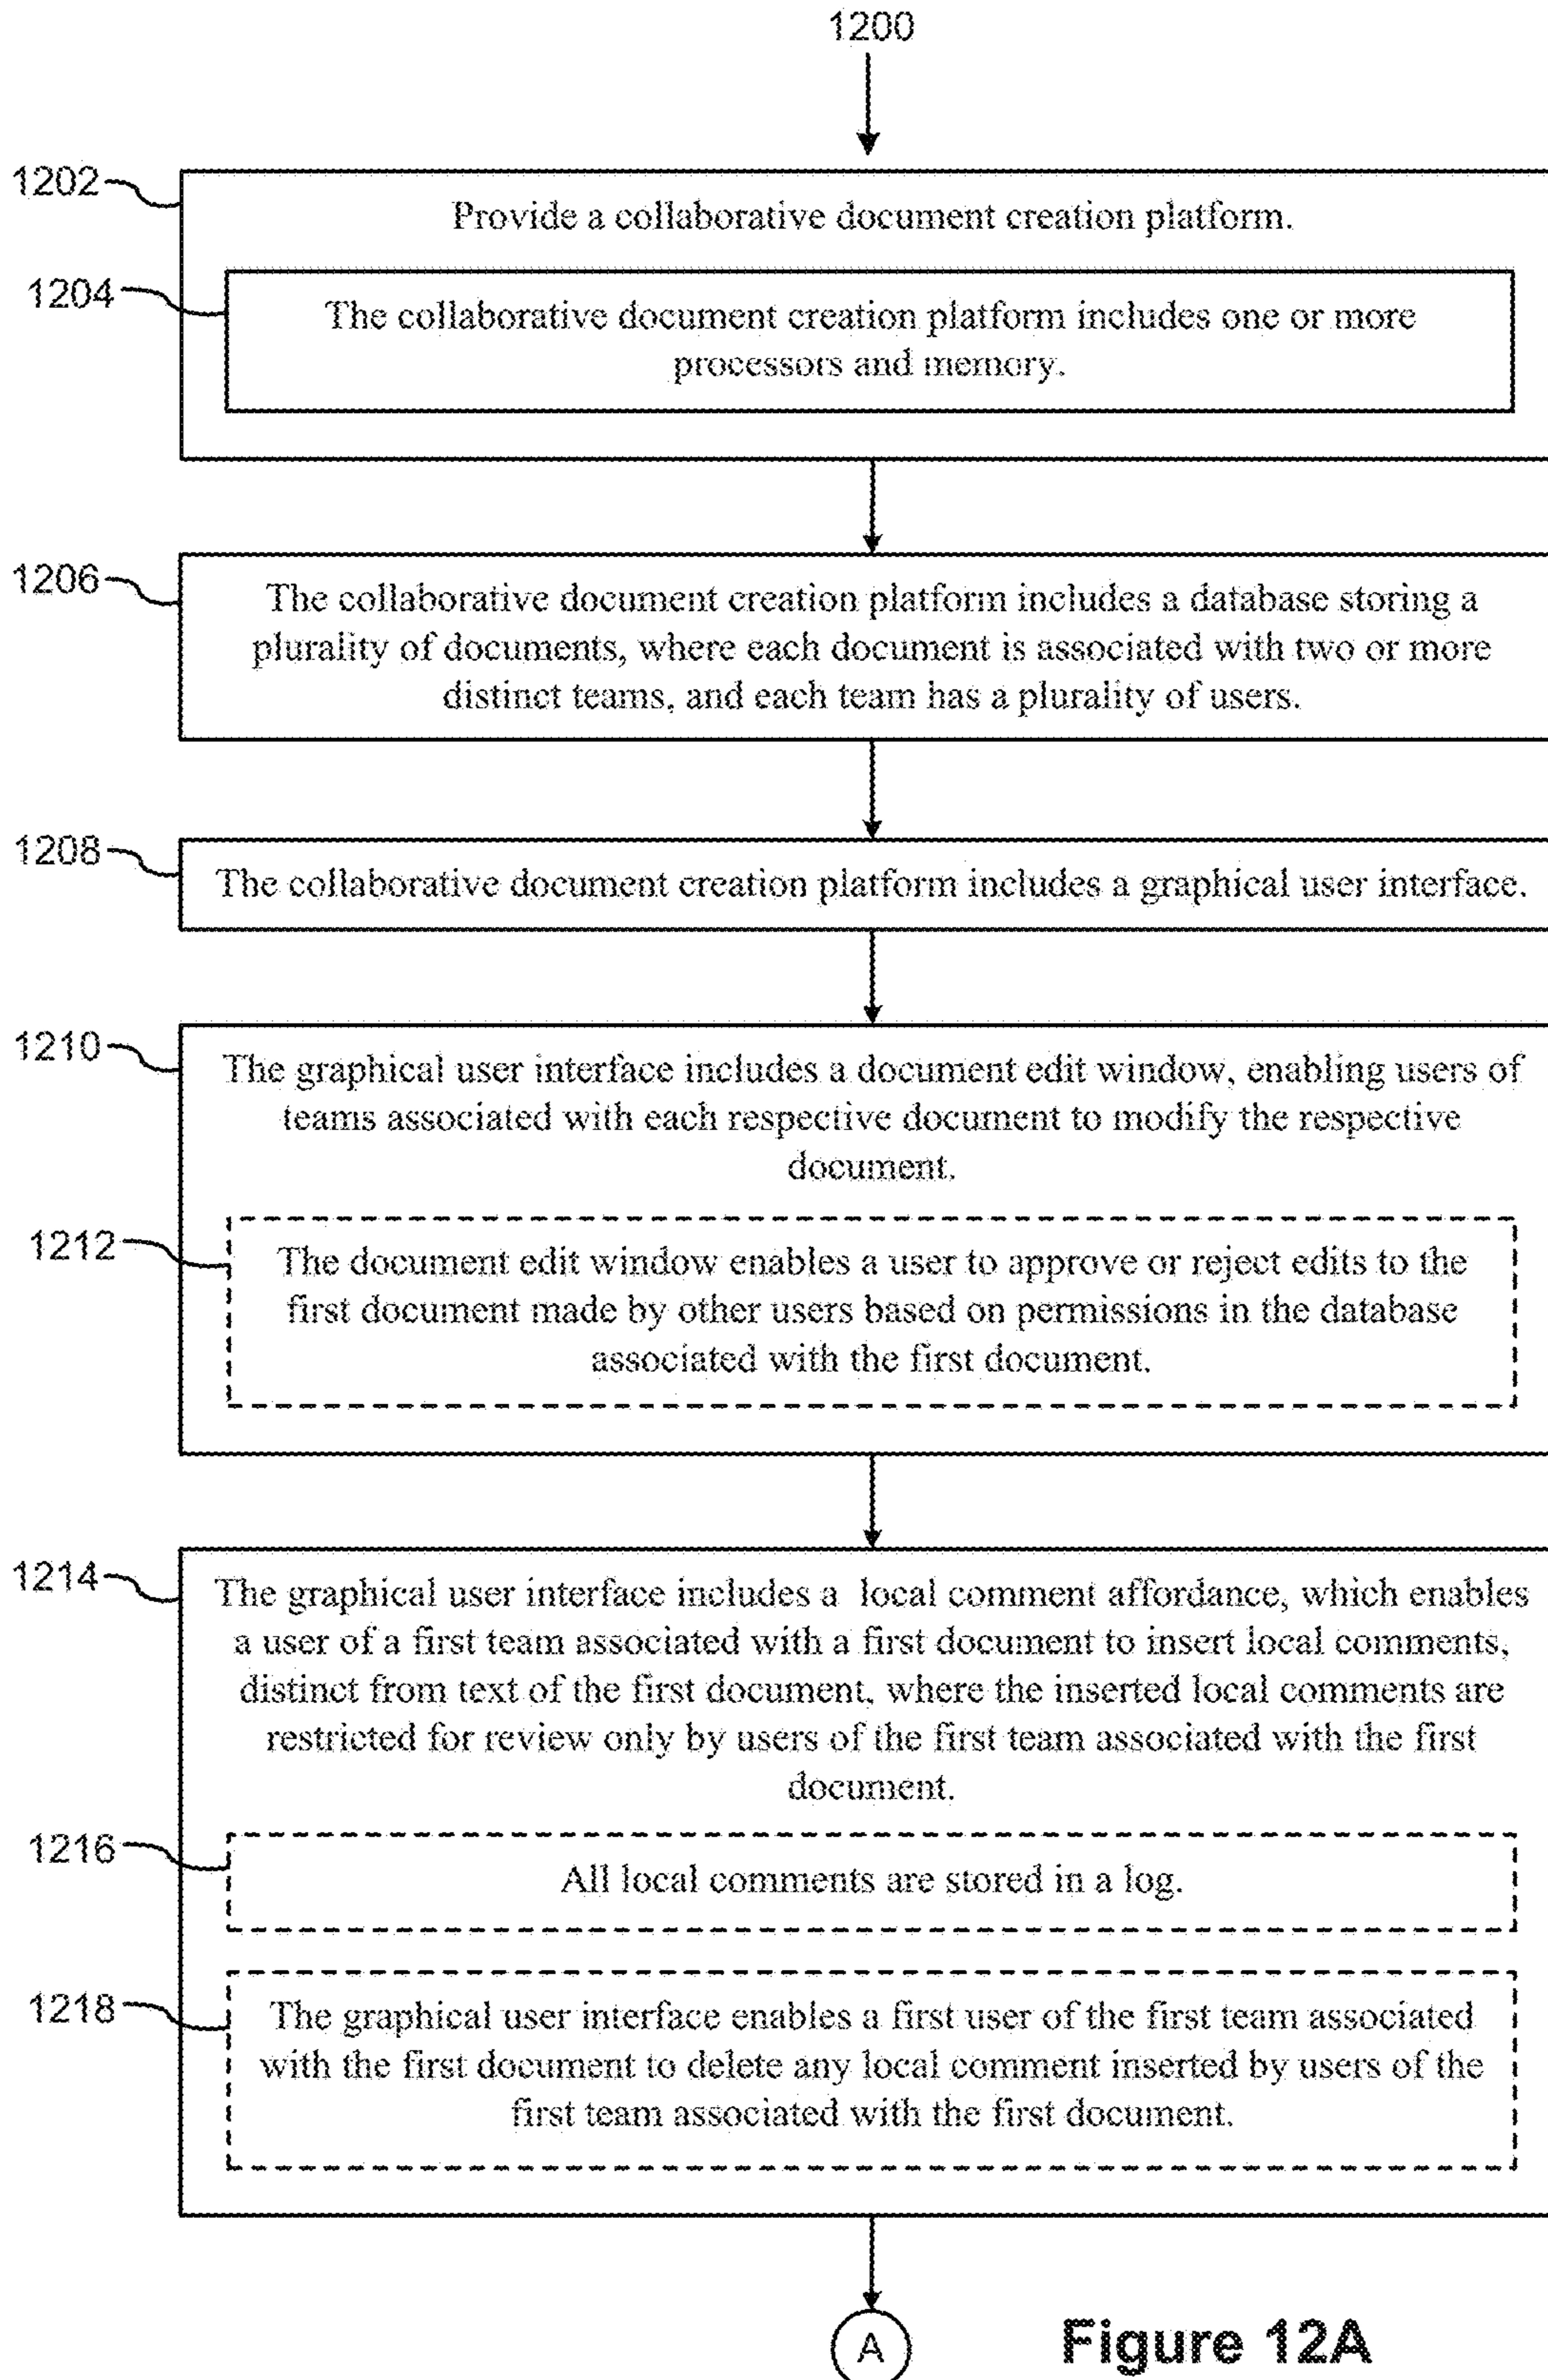 1200
1202
Provide a collaborative document creation platform.
1204
The collaborative document creation platform includes one or more
processors and memory.
1206
The collaborative document creation platform includes a database storing a
plurality of documents, where each document is associated with two or more
distinct teams, and each team has a plurality of users.
1208
The collaborative document creation platform includes a graphical user interface.
1210
The graphical user interface includes a document edit window, enabling users of
teams associated with each respective document to modify the respective
document.
1212
The document edit window enables a user to approve or reject edits to the
first document made by other users based on permissions in the database
associated with the first document.
1214
The graphical user interface includes a local comment affordance, which enables
a user of a first team associated with a first document to insert local comments,
distinct from text of the first document, where the inserted local comments are
restricted for review only by users of the first team associated with the first
document.
1216
All local comments are stored in a log.
1218
The graphical user interface enables a first user of the first team associated
with the first document to delete any local comment inserted by users of the
first team associated with the first document.
A
Figure 12A